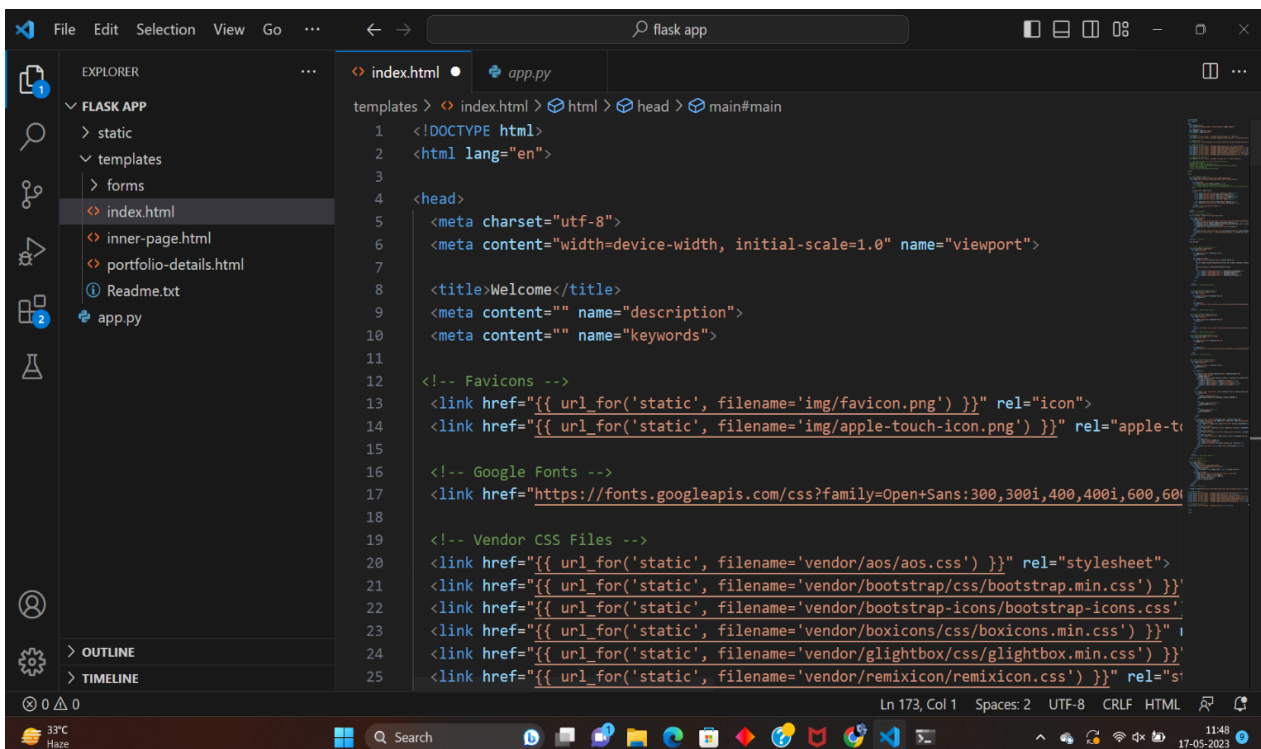 File Edit Selection View Go ··· flask app
EXPLORER ···
FLASK APP
static
templates
forms
index.html
inner-page.html
portfolio-details.html
Readme.txt
app.py
OUTLINE
TIMELINE
1
2
index.html app.py ···
templates > index.html > html > head > main#main
1 <!DOCTYPE html>
2 <html lang="en">
3
4 <head>
5 <meta charset="utf-8">
6 <meta content="width=device-width, initial-scale=1.0" name="viewport">
7
8 <title>Welcome</title>
9 <meta content="" name="description">
10 <meta content="" name="keywords">
11
12 <!-- Favicons -->
13 <link href="{{ url_for('static', filename='img/favicon.png') }}" rel="icon">
14 <link href="{{ url_for('static', filename='img/apple-touch-icon.png') }}" rel="apple-to
15
16 <!-- Google Fonts -->
17 <link href="https://fonts.googleapis.com/css?family=Open+Sans:300,300i,400,400i,600,600
18
19 <!-- Vendor CSS Files -->
20 <link href="{{ url_for('static', filename='vendor/aos/aos.css') }}" rel="stylesheet">
21 <link href="{{ url_for('static', filename='vendor/bootstrap/css/bootstrap.min.css') }}"
22 <link href="{{ url_for('static', filename='vendor/bootstrap-icons/bootstrap-icons.css'
23 <link href="{{ url_for('static', filename='vendor/boxicons/css/boxicons.min.css') }}" r
24 <link href="{{ url_for('static', filename='vendor/glightbox/css/glightbox.min.css') }}"
25 <link href="{{ url_for('static', filename='vendor/remixicon/remixicon.css') }}" rel="st
0 0 Ln 173, Col 1 Spaces: 2 UTF-8 CRLF HTML
33°C
Haze
Search
11:48
17-05-2023
9